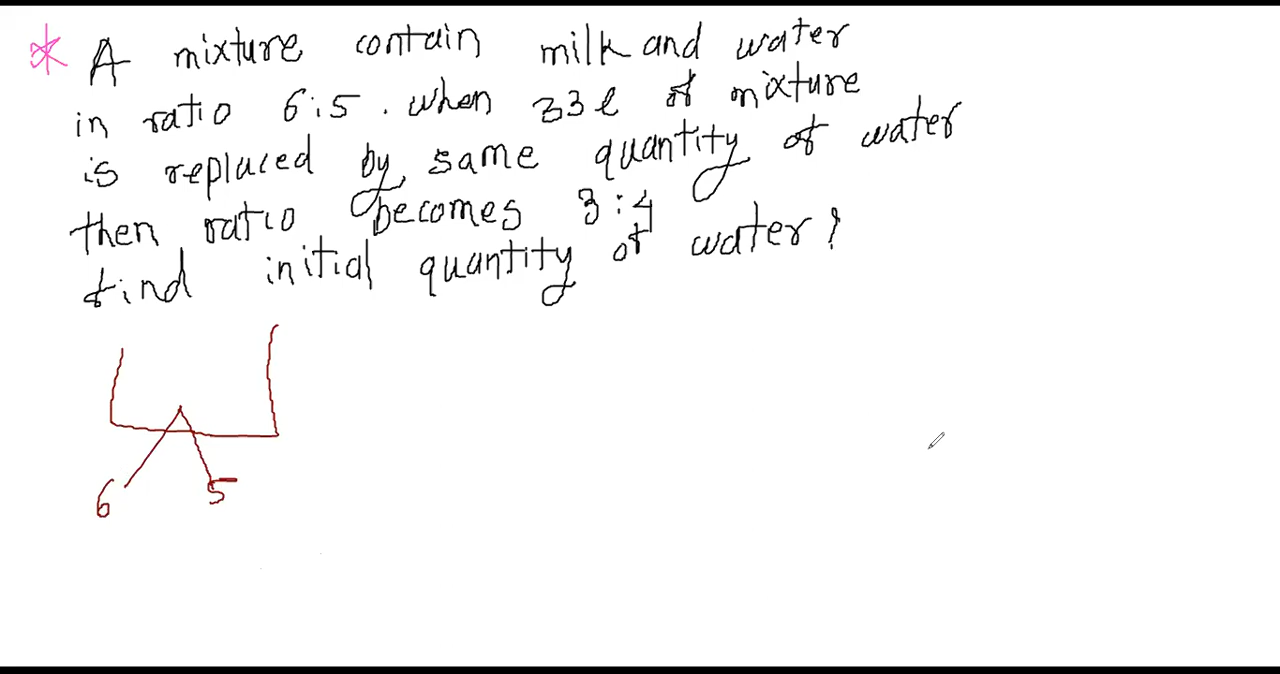 * A mixture contain milk and water
in ratio 6:5. when 33l of mixture
is replaced by same quantity of water
then ratio becomes 3:4
find initial quantity of water?
6 5